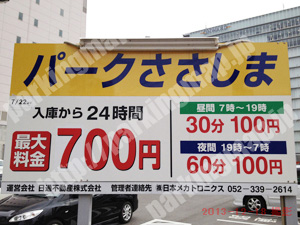 パークささしま
入庫から24時間
最大料金 700円
昼間 7時～19時
30分 100円
夜間 19時～7時
60分 100円
運営会社 日通不動産株式会社 管理者連絡先 ㈱日本メカトロニクス 052-339-2614